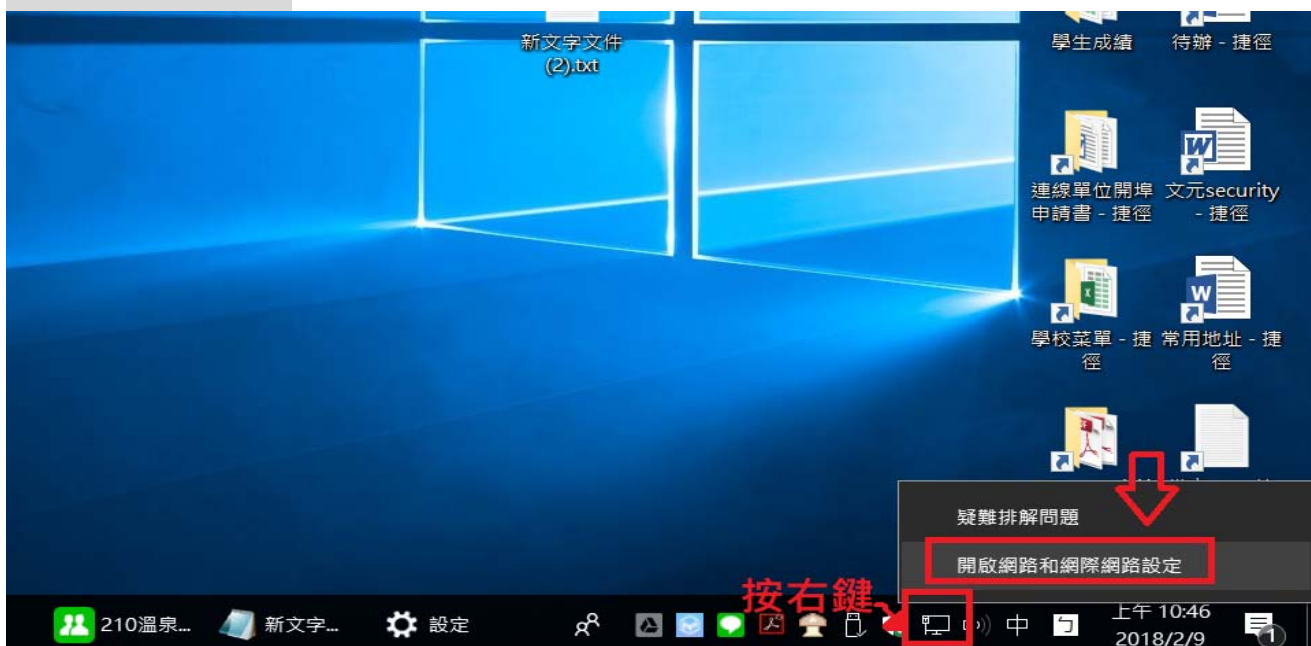 新文字文件
(2).txt
學生成績
待辦 - 捷徑
連線單位開埠
申請書 - 捷徑
文元security
- 捷徑
學校菜單 - 捷
徑
常用地址 - 捷
徑
疑難排解問題
開啟網路和網際網路設定
按右鍵
210溫泉...
新文字...
設定
中
ㄅ
上午 10:46
2018/2/9
1